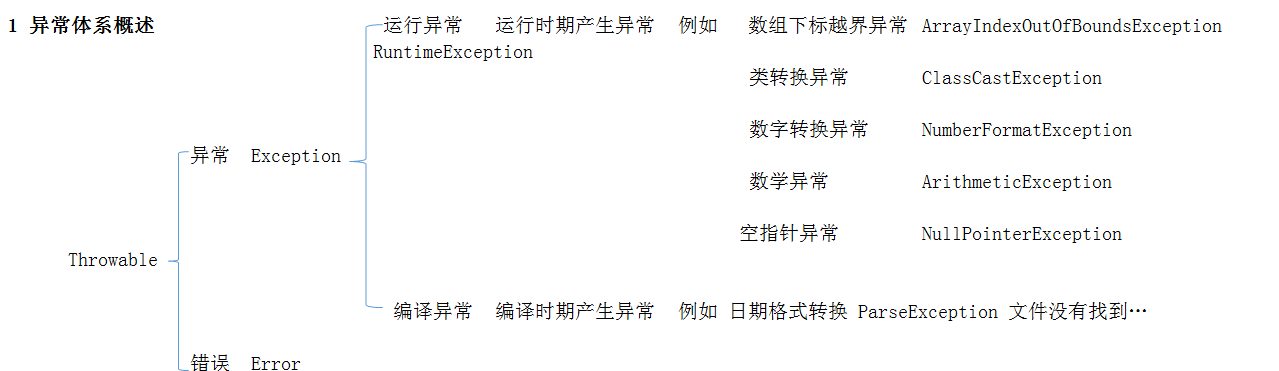 1 异常体系概述
运行异常 运行时期产生异常 例如 数组下标越界异常 ArrayIndexOutOfBoundsException
RuntimeException
类转换异常 ClassCastException
数字转换异常 NumberFormatException
异常 Exception
数学异常 ArithmeticException
空指针异常 NullPointerException
Throwable
编译异常 编译时期产生异常 例如 日期格式转换 ParseException 文件没有找到…
错误 Error